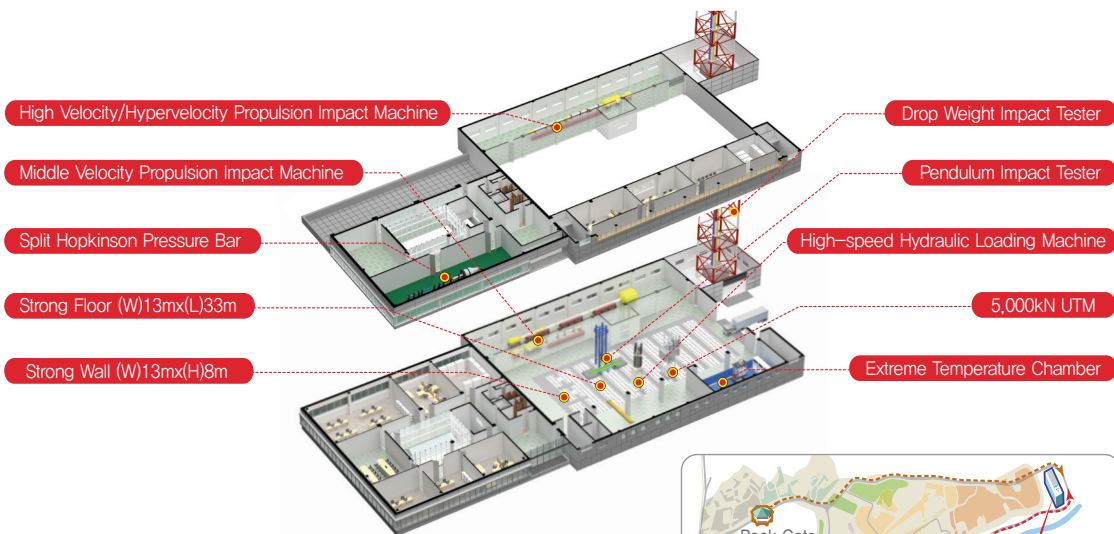 High Velocity/Hypervelocity Propulsion Impact Machine
Middle Velocity Propulsion Impact Machine
Split Hopkinson Pressure Bar
Strong Floor (W)13mx(L)33m
Strong Wall (W)13mx(H)8m
Drop Weight Impact Tester
Pendulum Impact Tester
High-speed Hydraulic Loading Machine
5,000kN UTM
Extreme Temperature Chamber
Back Gate